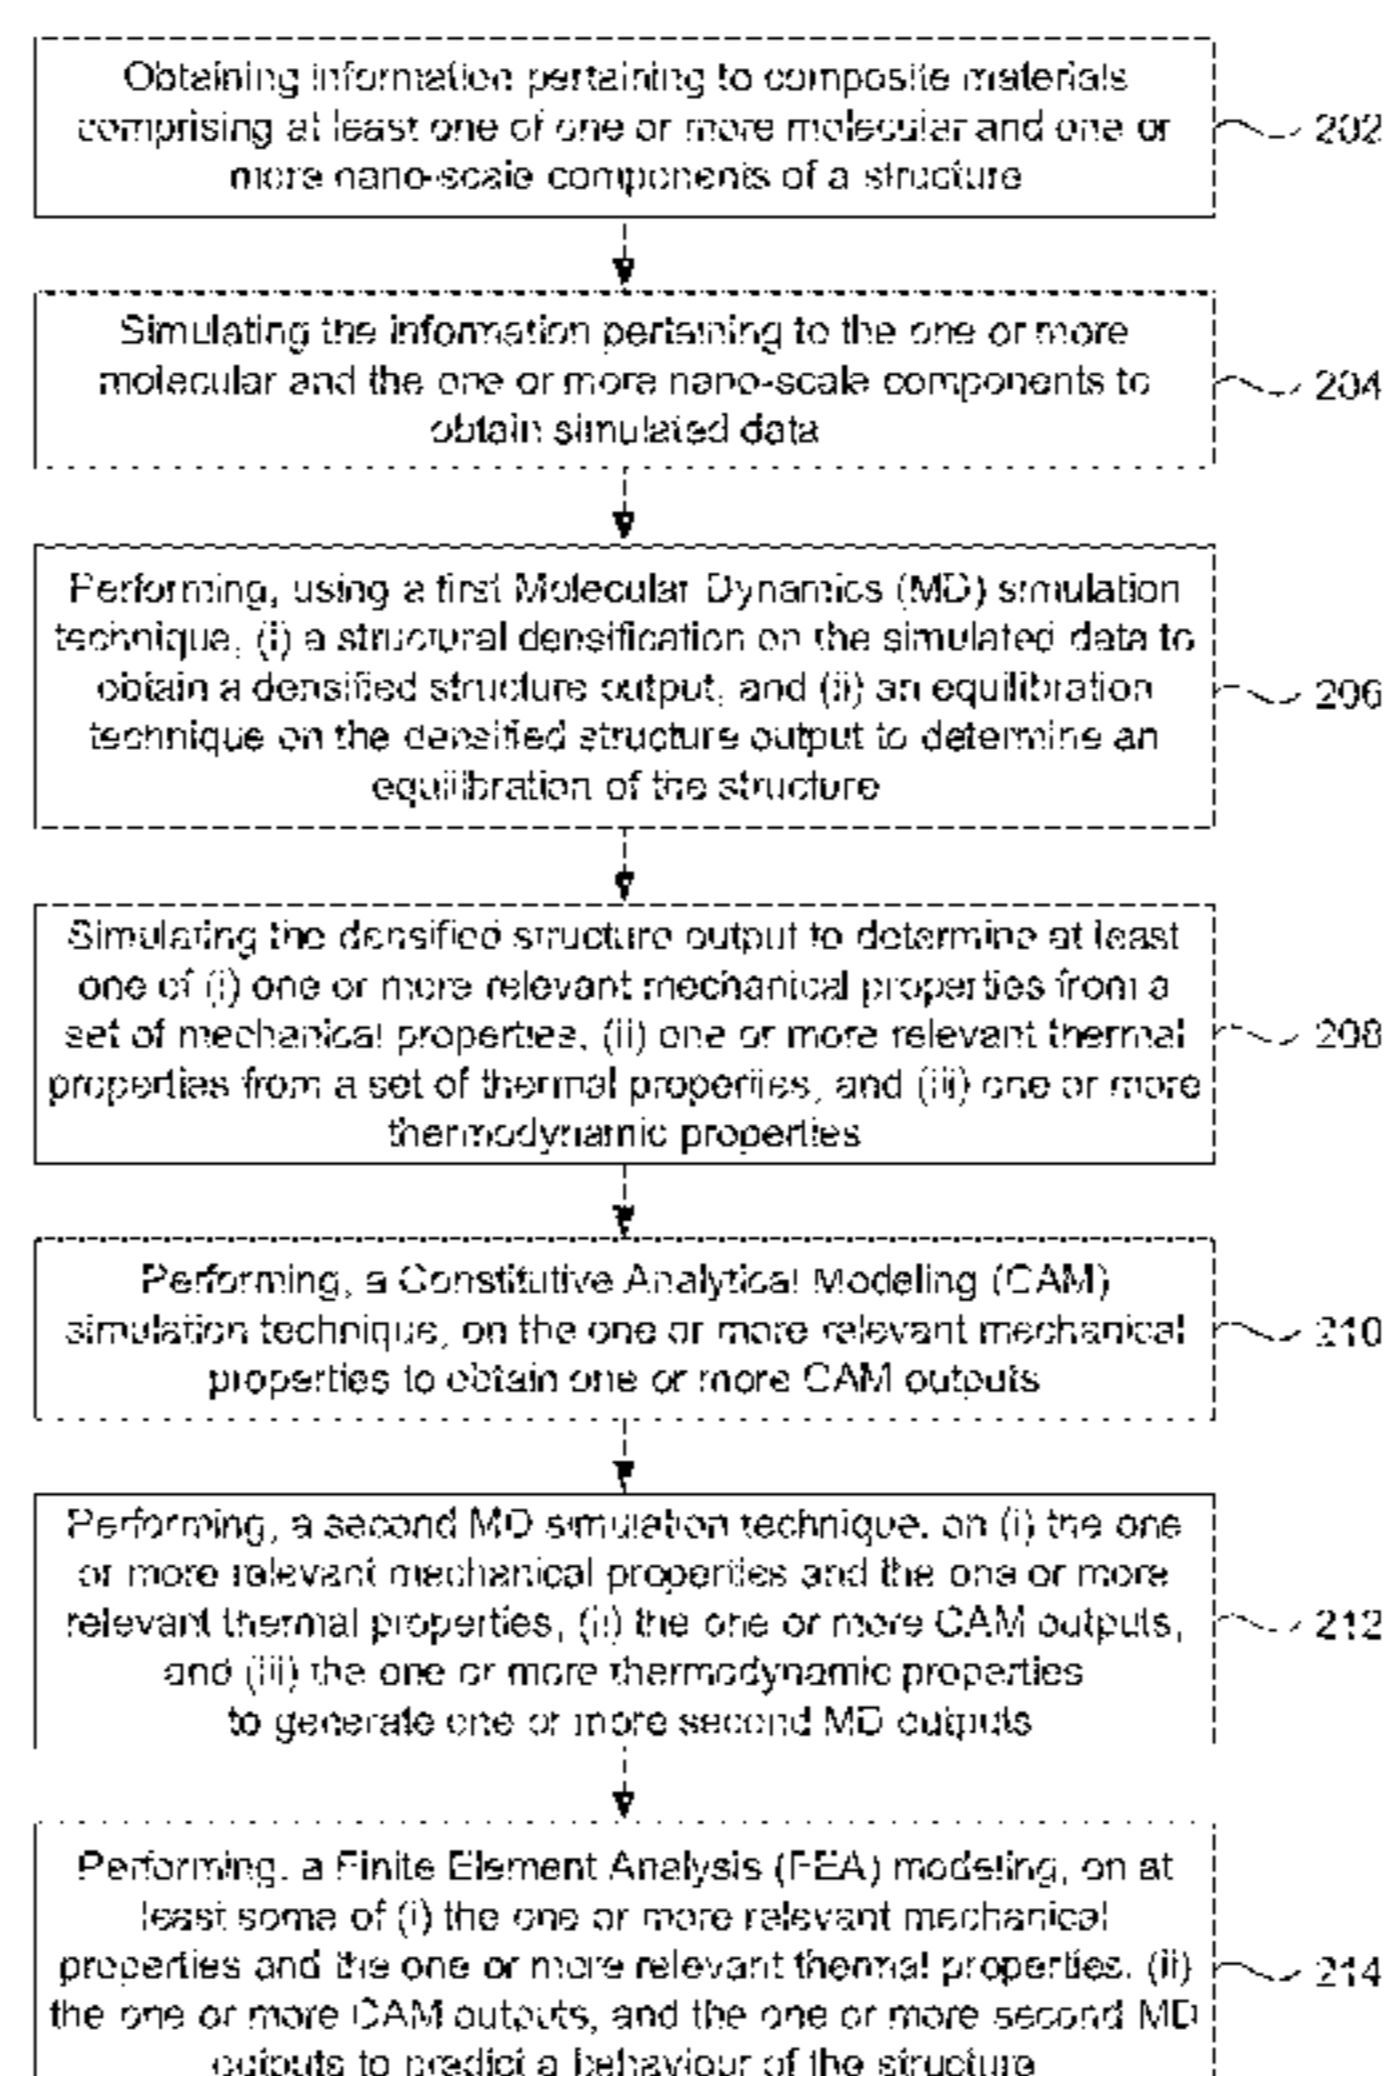 Obtaining information pertaining to composite materials
comprising at least one of one or more molecular and one or
more nano-scale components of a structure
202
Simulating the information pertaining to the one or more
molecular and the one or more nano-scale components to
obtain simulated data
204
Performing, using a first Molecular Dynamics (MD) simulation
technique, (i) a structural densification on the simulated data to
obtain a densified structure output, and (ii) an equilibration
technique on the densified structure output to determine an
equilibration of the structure
206
Simulating the densified structure output to determine at least
one of (i) one or more relevant mechanical properties from a
set of mechanical properties, (ii) one or more relevant thermal
properties from a set of thermal properties, and (iii) one or more
thermodynamic properties
208
Performing, a Constitutive Analytical Modeling (CAM)
simulation technique, on the one or more relevant mechanical
properties to obtain one or more CAM outputs
210
Performing, a second MD simulation technique, on (i) the one
or more relevant mechanical properties and the one or more
relevant thermal properties, (ii) the one or more CAM outputs,
and (iii) the one or more thermodynamic properties
to generate one or more second MD outputs
212
Performing, a Finite Element Analysis (FEA) modeling, on at
least some of (i) the one or more relevant mechanical
properties and the one or more relevant thermal properties, (ii)
the one or more CAM outputs, and the one or more second MD
outputs to predict a behaviour of the structure
214